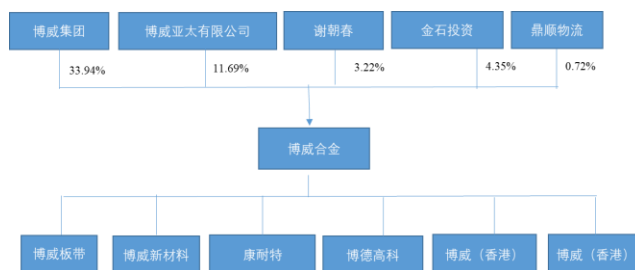 博威集团
博威亚太有限公司
谢朝春
金石投资
鼎顺物流
33.94%
11.69%
3.22%
4.35%
0.72%
博威合金
博威板带
博威新材料
康耐特
博德高科
博威（香港）
博威（香港）